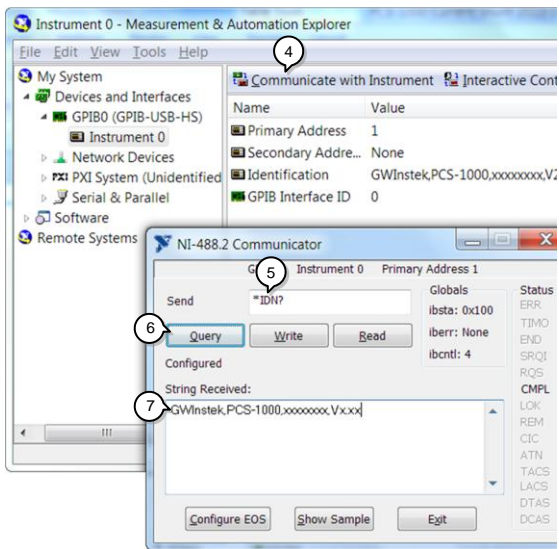 Instrument 0 - Measurement & Automation Explorer
File Edit View Tools Help
4
My System
Devices and Interfaces
GPIB0 (GPIB-USB-HS)
Instrument 0
Network Devices
PXI PXI System (Unidentified
Serial & Parallel
Software
Remote Systems
Communicate with Instrument Interactive Cont
Name Value
Primary Address 1
Secondary Addre... None
Identification GWInstek,PCS-1000,xxxxxxxx,V2
GPIB Interface ID 0
NI-488.2 Communicator
G 5 Instrument 0 Primary Address 1
Send *IDN?
6 Query Write Read
Configured
String Received:
7 GWInstek,PCS-1000,xxxxxxxx,Vx.xx
Globals
ibsta: 0x100
iberr: None
ibcntl: 4
Status
ERR
TIMO
END
SRQI
RQS
CMPL
LOK
REM
CIC
ATN
TACS
LACS
DTAS
DCAS
Configure EOS Show Sample Exit